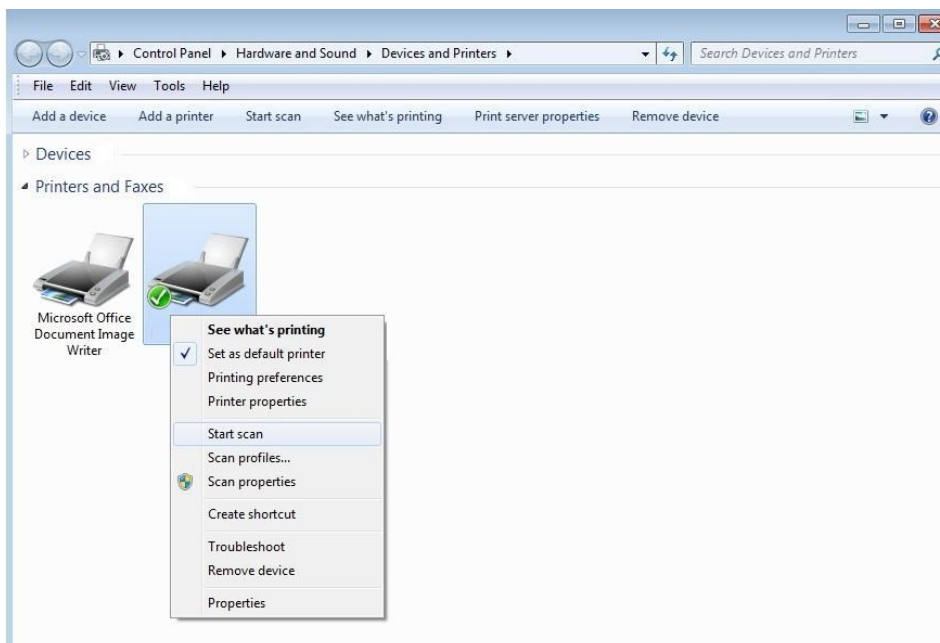 Control Panel Hardware and Sound Devices and Printers Search Devices and Printers
File Edit View Tools Help
Add a device Add a printer Start scan See what's printing Print server properties Remove device
Devices
Printers and Faxes
Microsoft Office
Document Image
Writer
See what's printing
Set as default printer
Printing preferences
Printer properties
Start scan
Scan profiles...
Scan properties
Create shortcut
Troubleshoot
Remove device
Properties